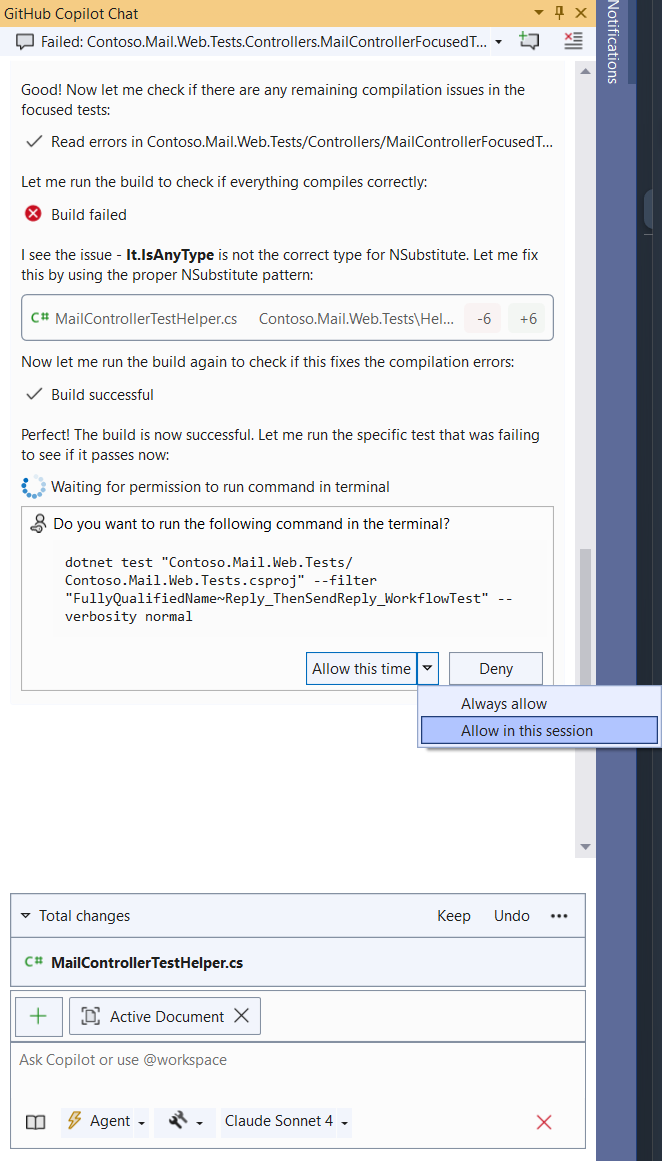 GitHub Copilot Chat
Notifications
Failed: Contoso.Mail.Web.Tests.Controllers.MailControllerFocusedT...
Good! Now let me check if there are any remaining compilation issues in the
focused tests:
Read errors in Contoso.Mail.Web.Tests/Controllers/MailControllerFocusedT...
Let me run the build to check if everything compiles correctly:
Build failed
I see the issue - It.IsAnyType is not the correct type for NSubstitute. Let me fix
this by using the proper NSubstitute pattern:
C# MailControllerTestHelper.cs Contoso.Mail.Web.Tests\Hel... -6 +6
Now let me run the build again to check if this fixes the compilation errors:
Build successful
Perfect! The build is now successful. Let me run the specific test that was failing
to see if it passes now:
Waiting for permission to run command in terminal
Do you want to run the following command in the terminal?
dotnet test "Contoso.Mail.Web.Tests/
Contoso.Mail.Web.Tests.csproj" --filter
"FullyQualifiedName~Reply_ThenSendReply_WorkflowTest" --
verbosity normal
Allow this time Deny
Always allow
Allow in this session
Total changes Keep Undo •••
C# MailControllerTestHelper.cs
Active Document
Ask Copilot or use @workspace
Agent Claude Sonnet 4